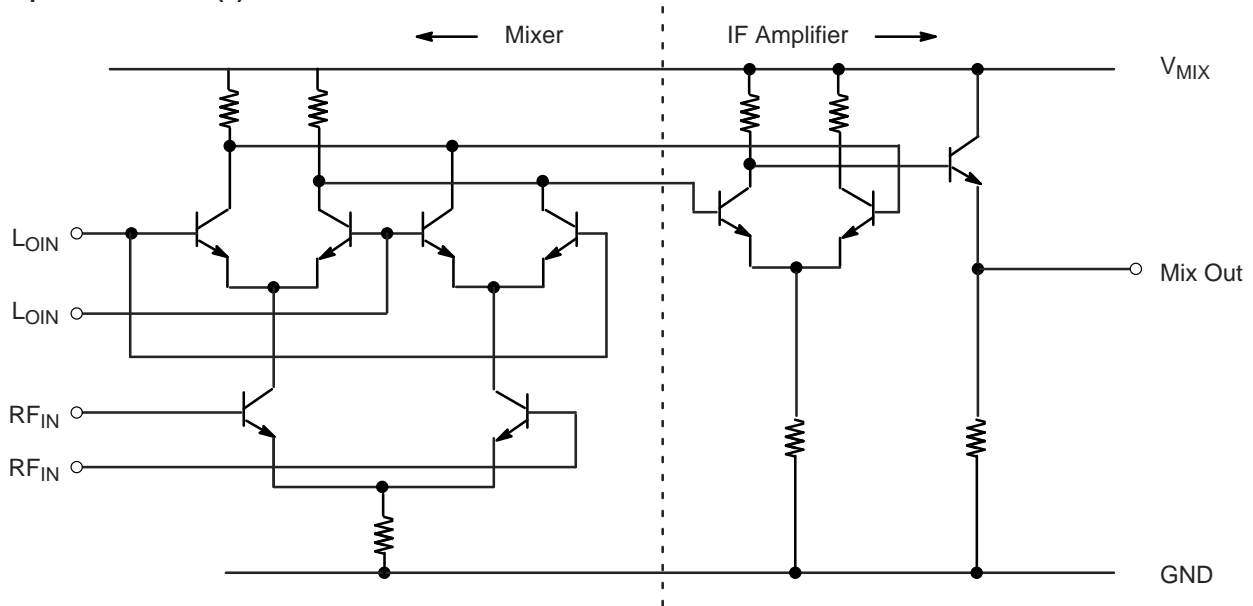 Mixer
IF Amplifier
VMIX
LOIN
LOIN
Mix Out
RFIN
RFIN
GND